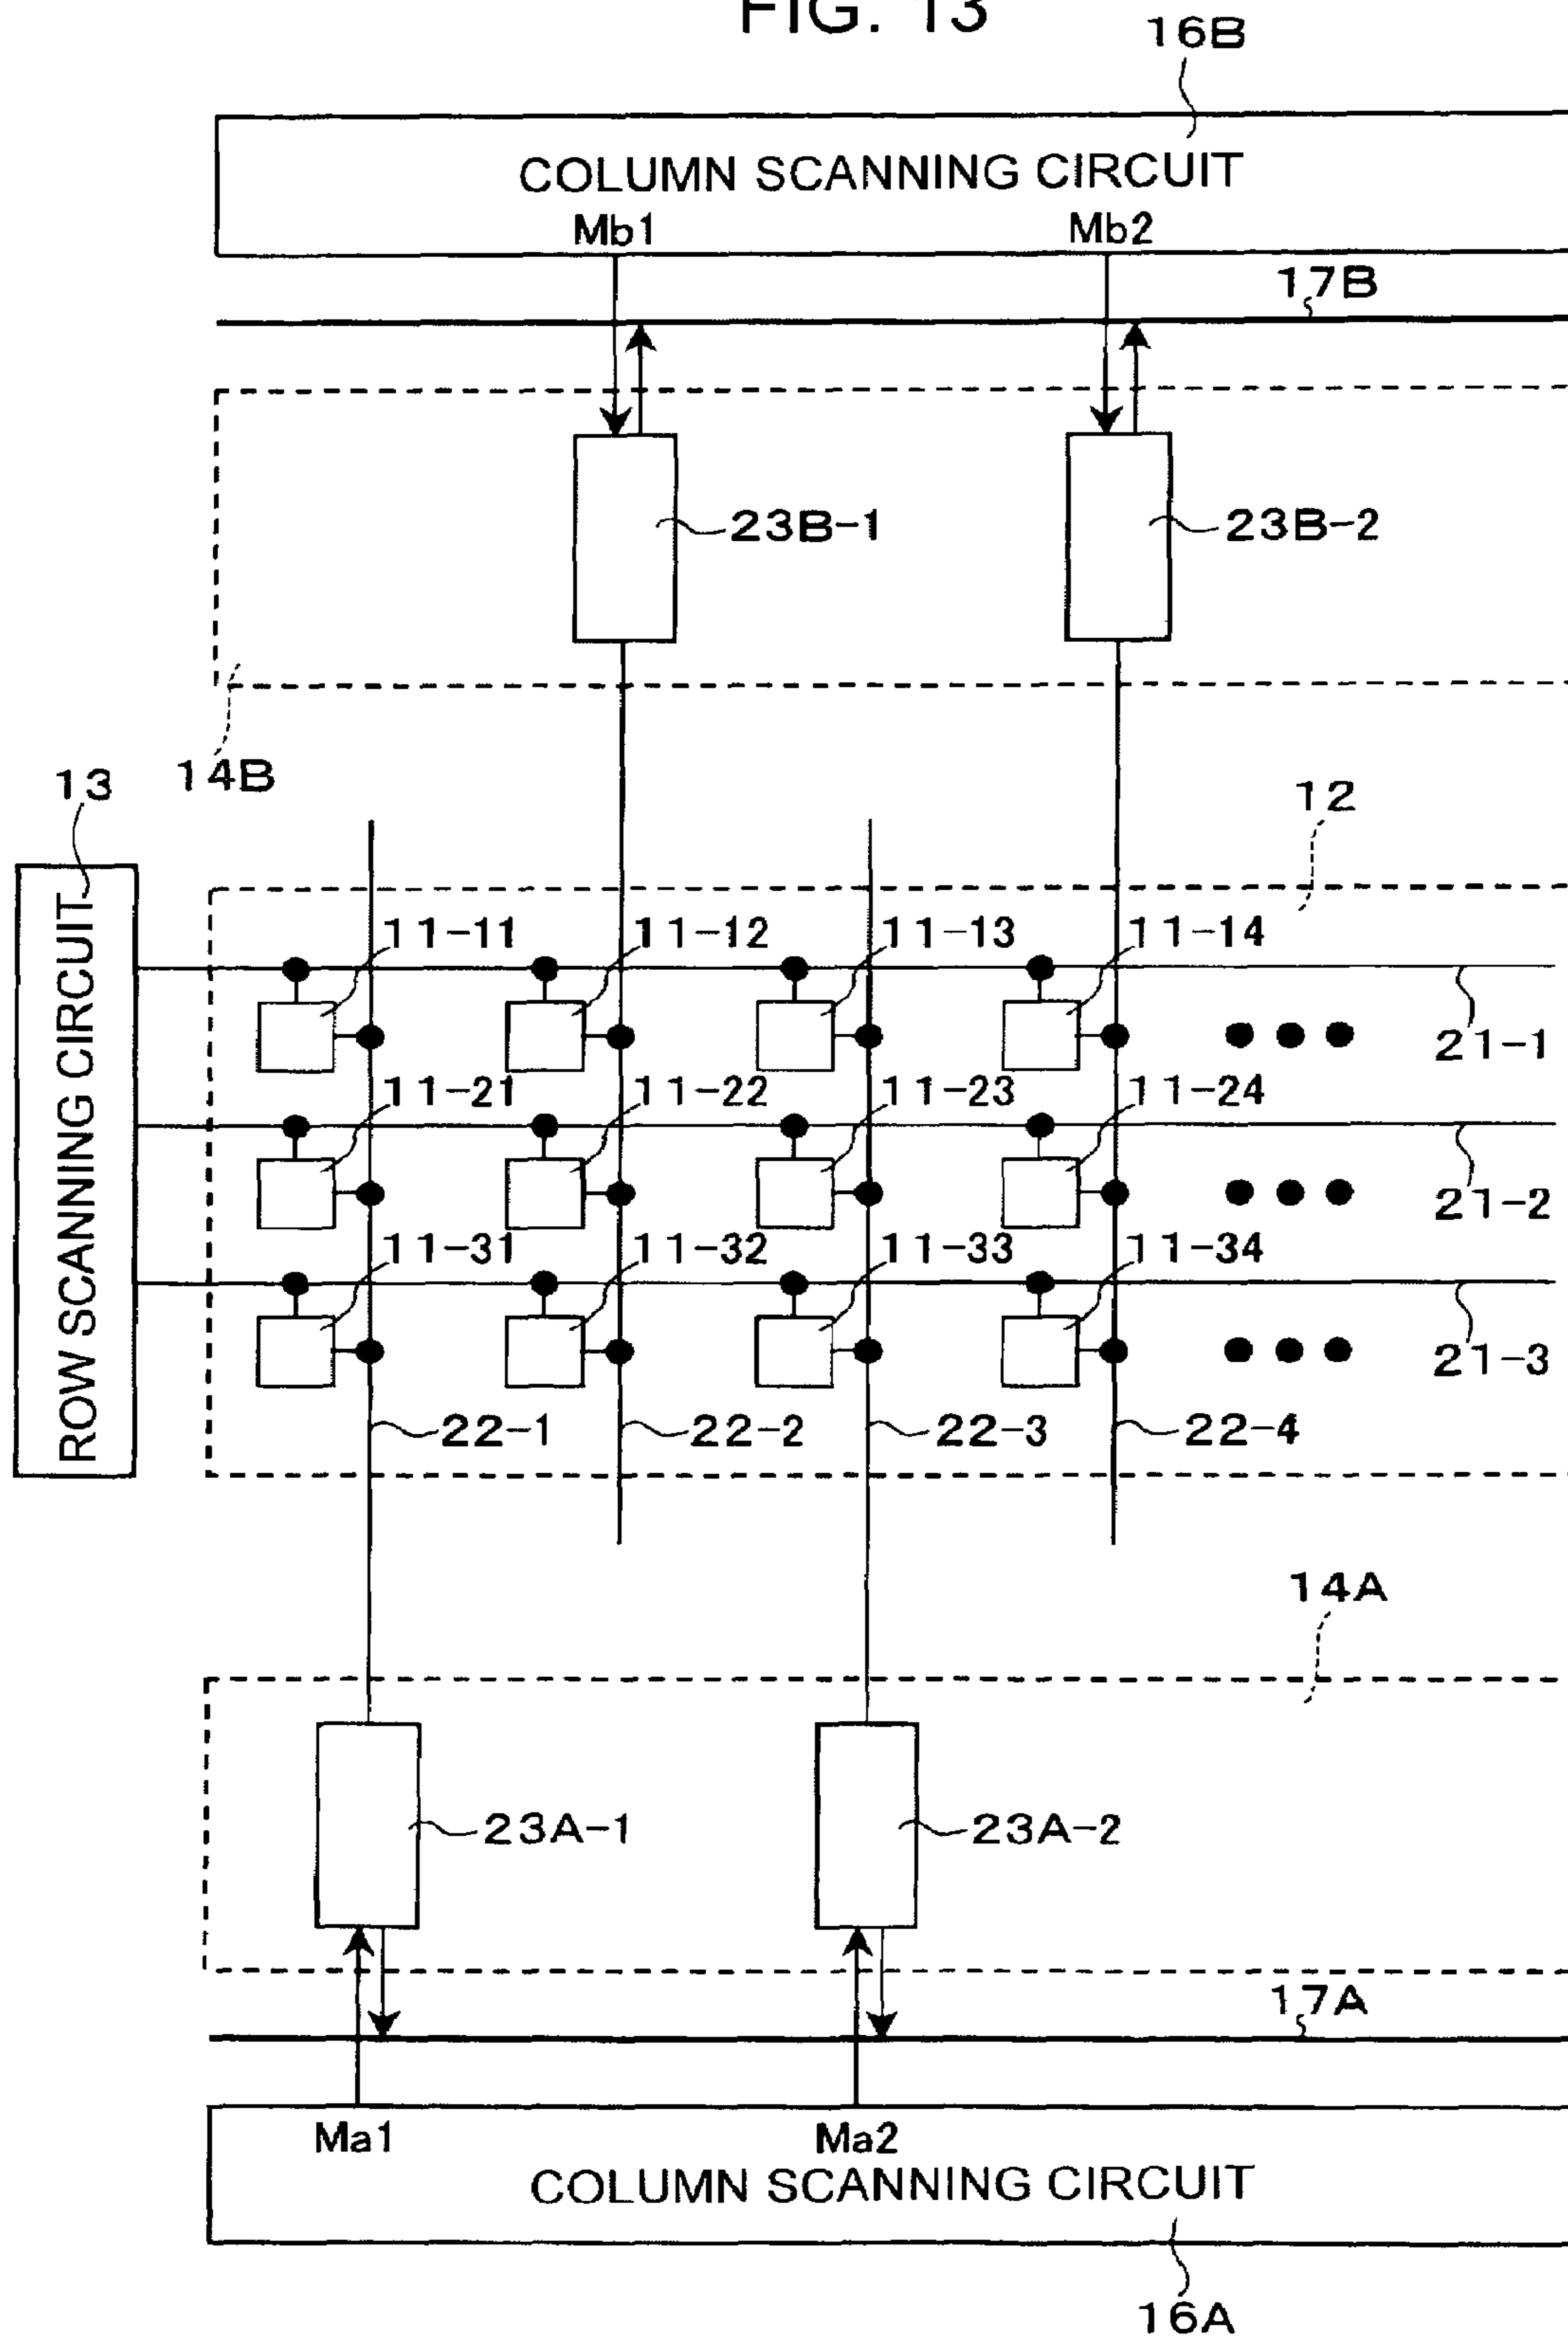 FIG. 13
16B
COLUMN SCANNING CIRCUIT
Mb1 Mb2
17B
23B-1 23B-2
14B
13
12
ROW SCANNING CIRCUIT
11-11 11-12 11-13 11-14
21-1
11-21 11-22 11-23 11-24
21-2
11-31 11-32 11-33 11-34
21-3
22-1 22-2 22-3 22-4
14A
23A-1 23A-2
17A
Ma1 Ma2
COLUMN SCANNING CIRCUIT
16A